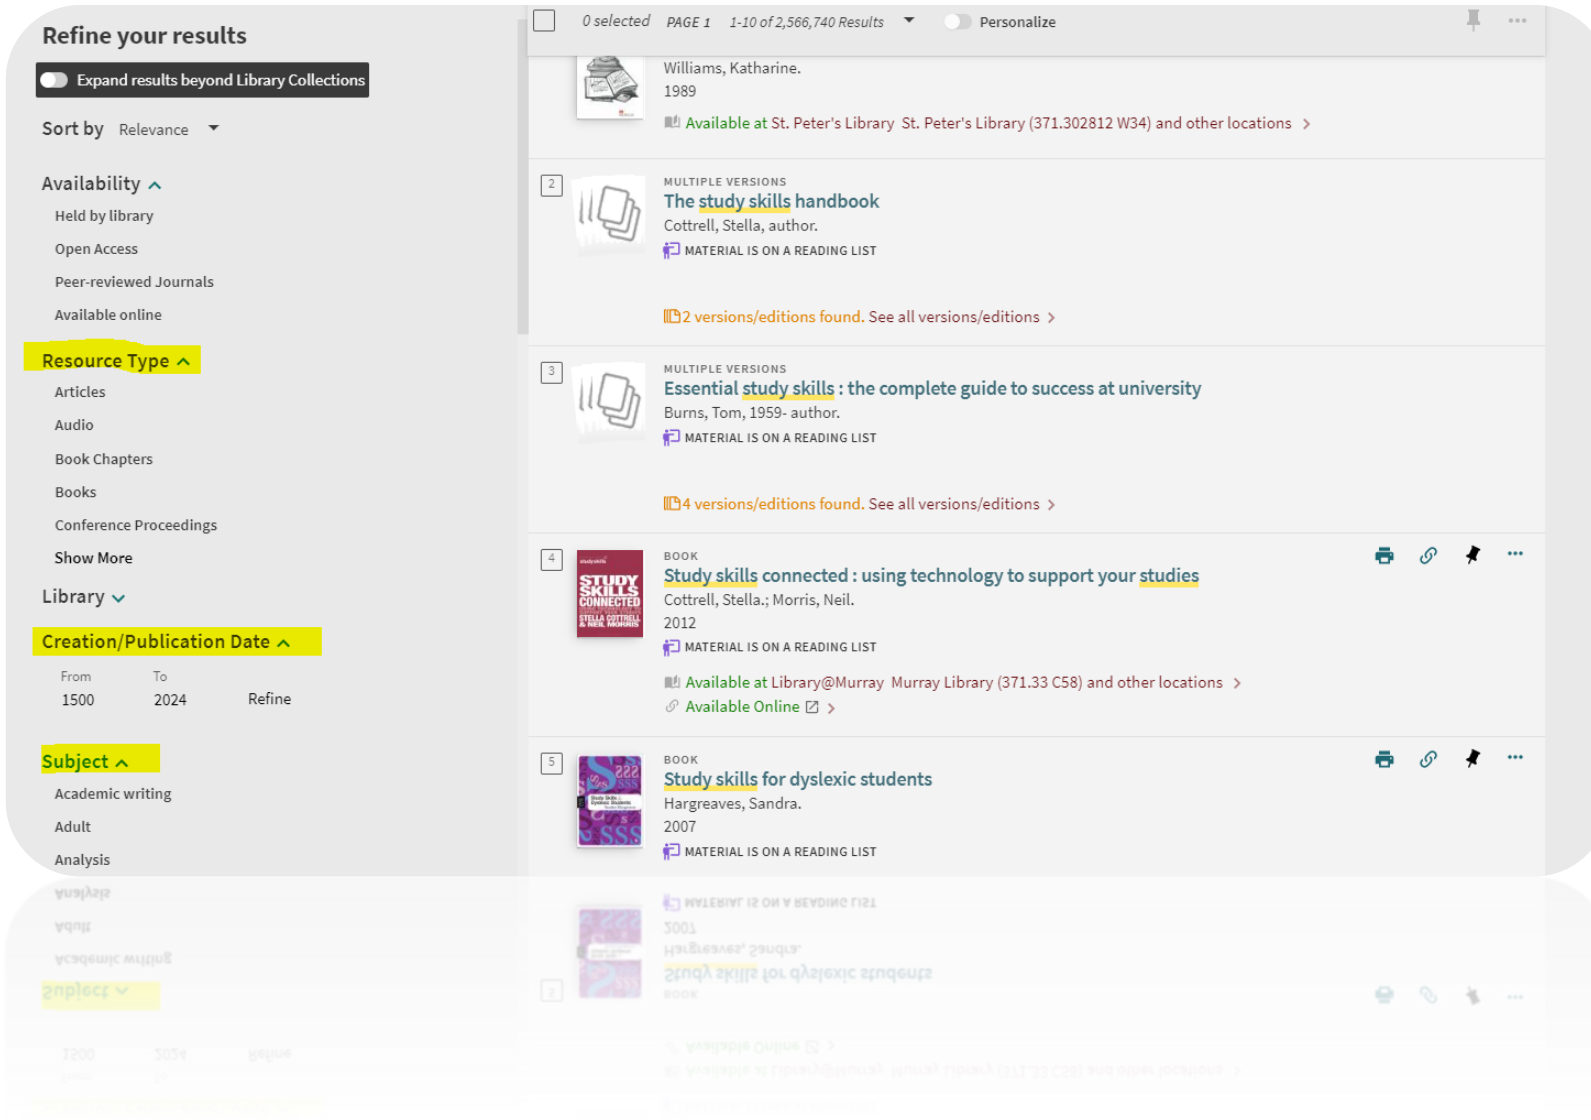 Refine your results
Expand results beyond Library Collections
Sort by Relevance
Availability
Held by library
Open Access
Peer-reviewed Journals
Available online
Resource Type
Articles
Audio
Book Chapters
Books
Conference Proceedings
Show More
Library
Creation/Publication Date
From To
1500 2024 Refine
Subject
Academic writing
Adult
Analysis
0 selected PAGE 1 1-10 of 2,566,740 Results Personalize
Williams, Katharine.
1989
Available at St. Peter's Library St. Peter's Library (371.302812 W34) and other locations
2
MULTIPLE VERSIONS
The study skills handbook
Cottrell, Stella, author.
MATERIAL IS ON A READING LIST
2 versions/editions found. See all versions/editions
3
MULTIPLE VERSIONS
Essential study skills : the complete guide to success at university
Burns, Tom, 1959- author.
MATERIAL IS ON A READING LIST
4 versions/editions found. See all versions/editions
4
STUDY
SKILLS
CONNECTED
STELLA COTTRELL
& NEIL MORRIS
BOOK
Study skills connected : using technology to support your studies
Cottrell, Stella.; Morris, Neil.
2012
MATERIAL IS ON A READING LIST
Available at Library@Murray Murray Library (371.33 C58) and other locations
Available Online
5
BOOK
Study skills for dyslexic students
Hargreaves, Sandra.
2007
MATERIAL IS ON A READING LIST